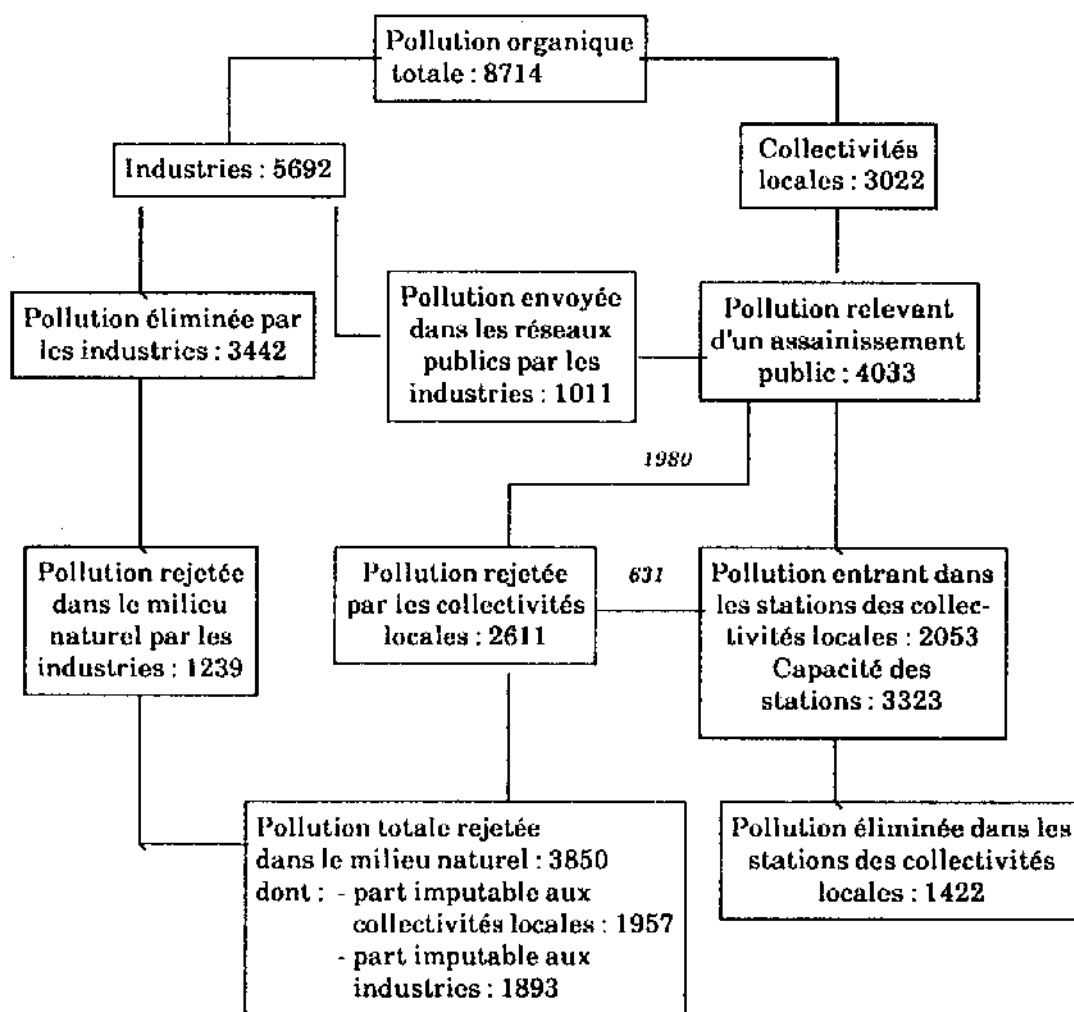 Pollution organique
totale : 8714
Industries : 5692
Collectivités
locales : 3022
Pollution éliminée par
les industries : 3442
Pollution envoyée
dans les réseaux
publics par les
industries : 1011
Pollution relevant
d'un assainissement
public : 4033
1980
Pollution rejetée
dans le milieu
naturel par les
industries : 1239
Pollution rejetée
par les collectivités
locales : 2611
631
Pollution entrant dans
les stations des collec-
tivités locales : 2053
Capacité des
stations : 3323
Pollution totale rejetée
dans le milieu naturel : 3850
dont : - part imputable aux
collectivités locales : 1957
- part imputable aux
industries : 1893
Pollution éliminée dans les
stations des collectivités
locales : 1422